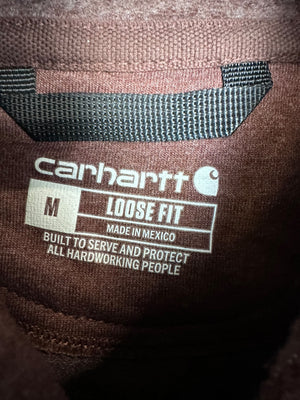 carhartt
M
LOOSE FIT
MADE IN MEXICO
BUILT TO SERVE AND PROTECT
ALL HARDWORKING PEOPLE